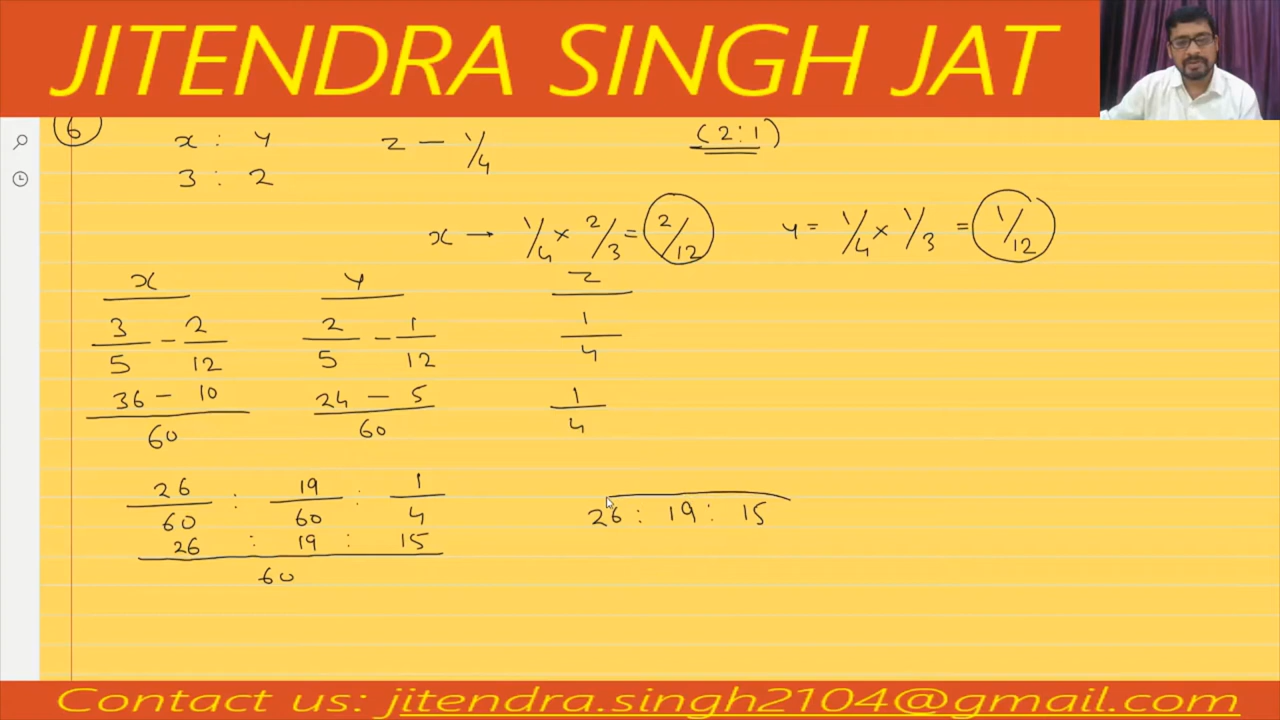 JITENDRA SINGH JAT
6
x : y z — 1/4 (2:1)
3 : 2
x → 1/4 × 2/3 = 2/12 y = 1/4 × 1/3 = 1/12
x y z
3/5 - 2/12 2/5 - 1/12 1/4
36 - 10/60 24 - 5/60 1/4
26/60 : 19/60 : 1/4 26 : 19 : 15
26 : 19 : 15
60
Contact us: jitendra.singh2104@gmail.com